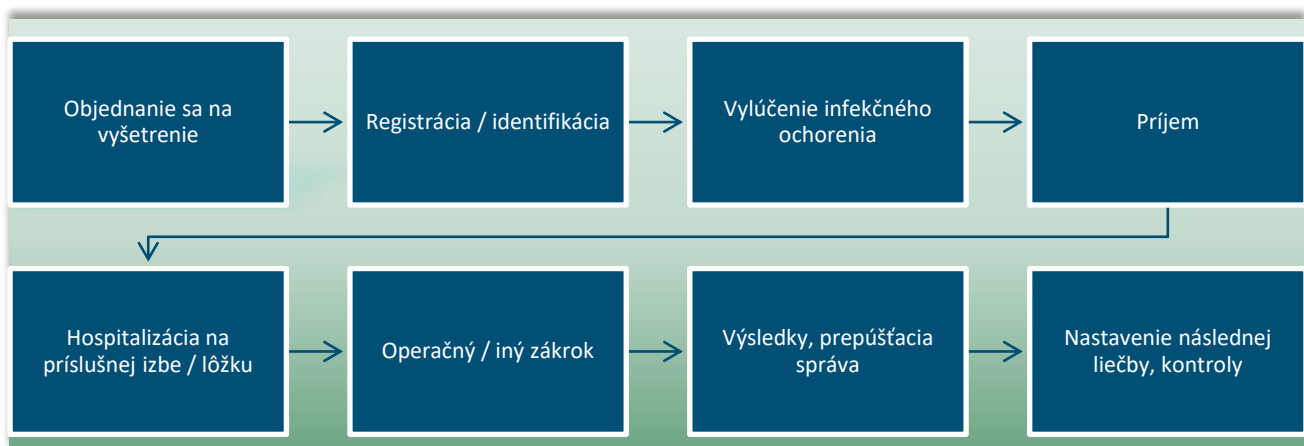 Objednanie sa na
vyšetrenie
Registrácia / identifikácia
Vylúčenie infekčného
ochorenia
Príjem
Hospitalizácia na
príslušnej izbe / lôžku
Operačný / iný zákrok
Výsledky, prepúšťacia
správa
Nastavenie následnej
liečby, kontroly